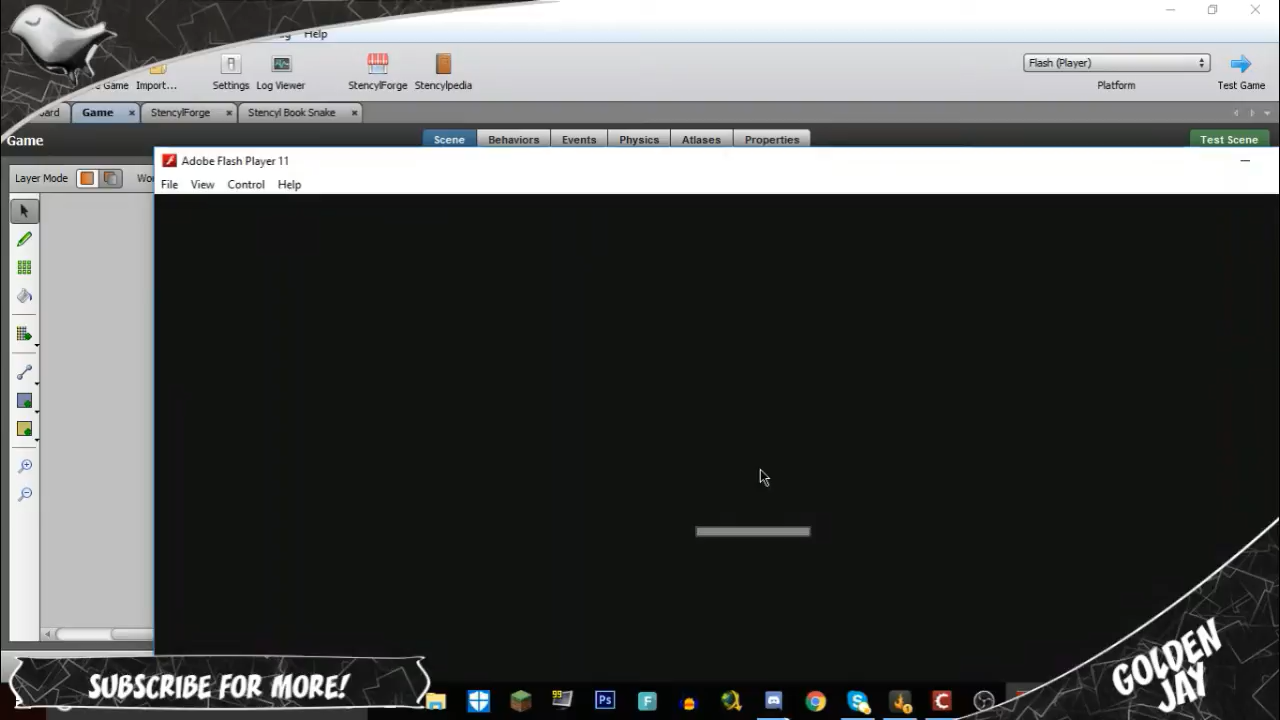 Help
Game
Import...
Settings
Log Viewer
StencylForge
Stencylpedia
Flash (Player)
Platform
Test Game
Game
StencylForge
Stencyl Book Snake
Game
Scene
Behaviors
Events
Physics
Atlases
Properties
Test Scene
Layer Mode
Adobe Flash Player 11
File View Control Help
SUBSCRIBE FOR MORE!
GOLDEN
JAY